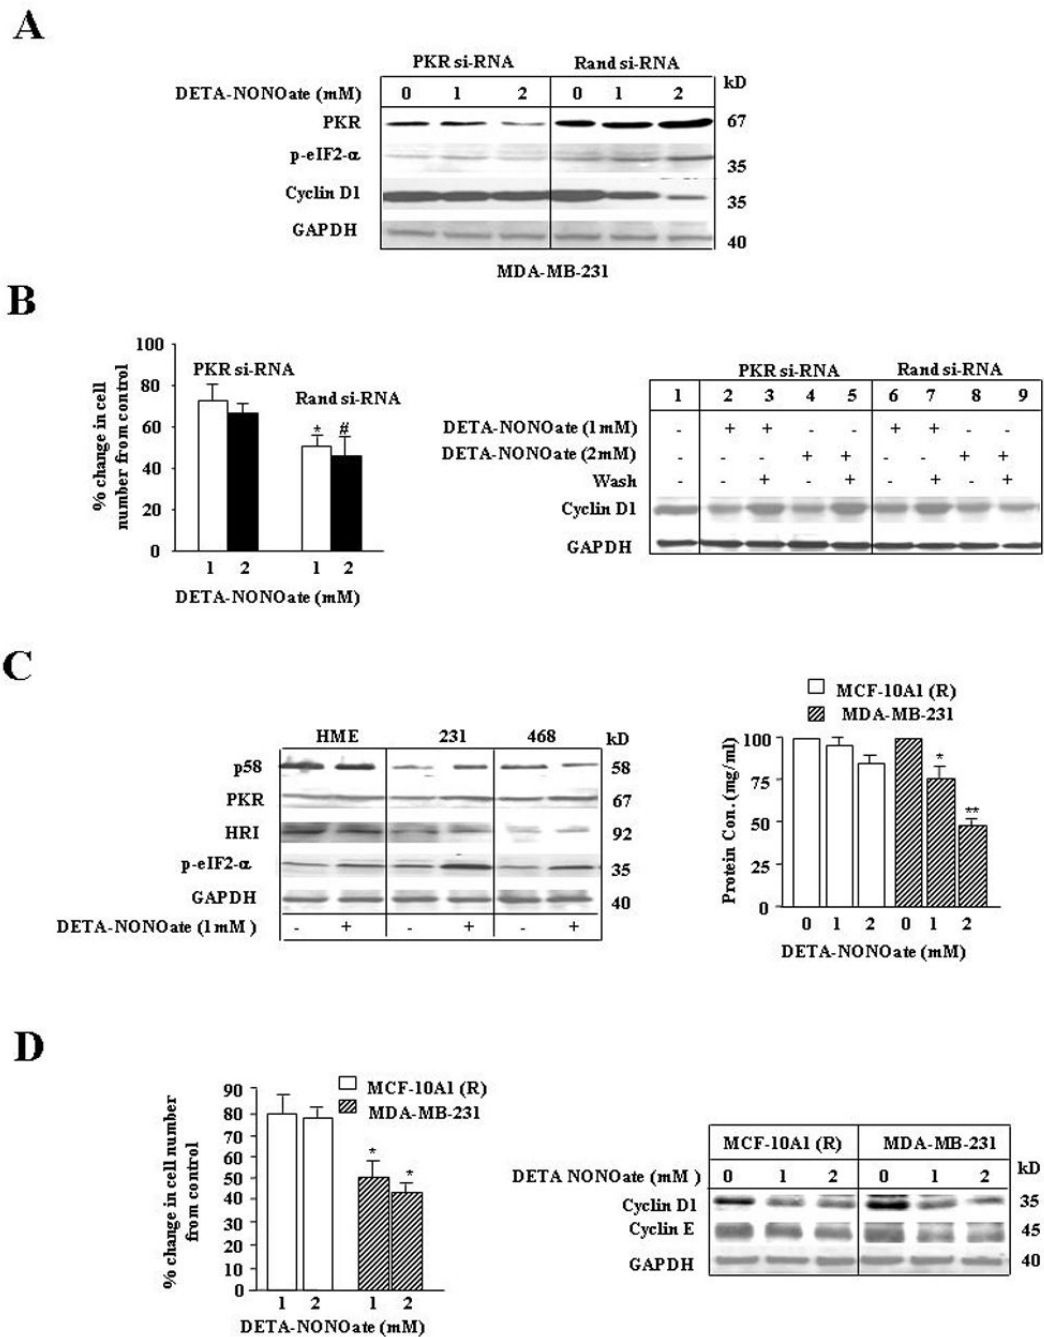 A
PKR si-RNA Rand si-RNA
kD
DETA-NONOate (mM) 0 1 2 0 1 2
PKR 67
p-eIF2-α 35
Cyclin D1 35
GAPDH 40
MDA-MB-231
B
% change in cell number from control
100
80
60
40
20
0
PKR si-RNA
Rand si-RNA
* #
1 2 1 2
DETA-NONOate (mM)
PKR si-RNA Rand si-RNA
1 2 3 4 5 6 7 8 9
DETA-NONOate (1mM) - + + - - + + - -
DETA-NONOate (2mM) - - - + + - - + +
Wash - - + - + - + - +
Cyclin D1
GAPDH
C
HME 231 468 kD
p58 58
PKR 67
HRI 92
p-eIF2-α 35
GAPDH 40
DETA-NONOate (1mM ) - + - + - +
MCF-10A1 (R)
MDA-MB-231
Protein Con. (mg/ml)
100
75
50
25
0
*
**
0 1 2 0 1 2
DETA-NONOate (mM)
D
% change in cell number from control
90
80
70
60
50
40
30
20
10
0
MCF-10A1 (R)
MDA-MB-231
* *
1 2 1 2
DETA-NONOate (mM)
MCF-10A1 (R) MDA-MB-231
kD
DETA NONOate (mM ) 0 1 2 0 1 2
Cyclin D1 35
Cyclin E 45
GAPDH 40